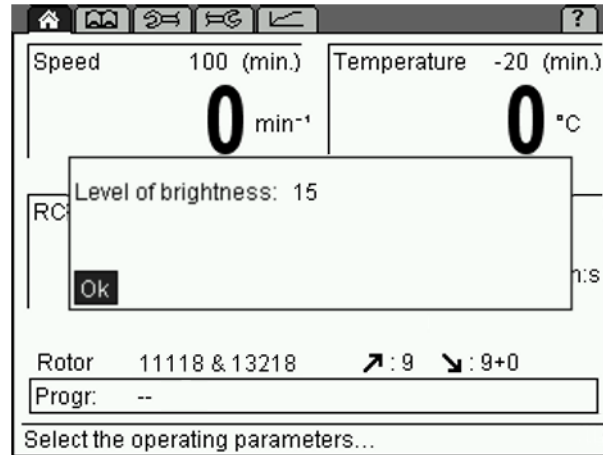 ?
Speed 100 (min.)
0 min⁻¹
Temperature -20 (min.)
0 °C
Level of brightness: 15
RC
n:s
Ok
Rotor 11118 & 13218 ↗: 9 ↘: 9+0
Progr: --
Select the operating parameters...